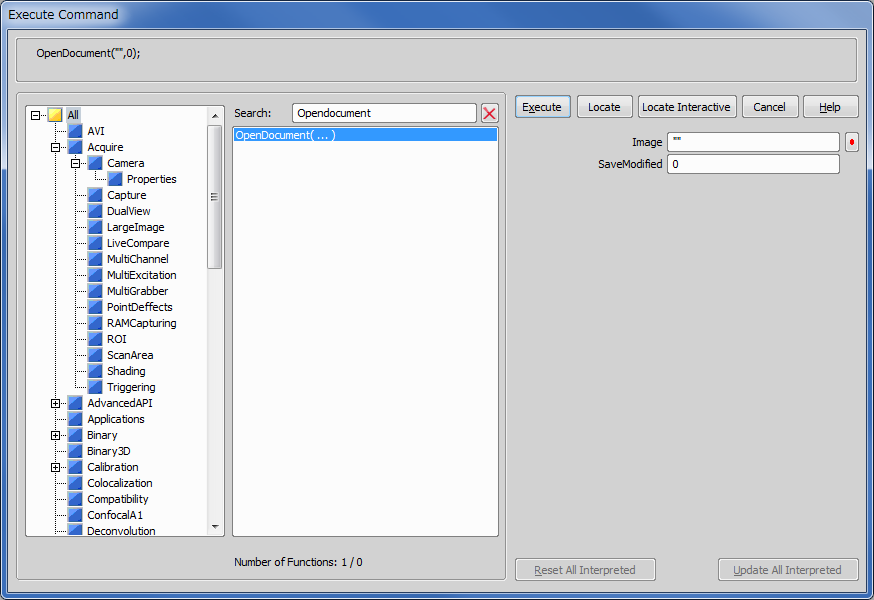 Execute Command
OpenDocument("",0);
All
AVI
Acquire
Camera
Properties
Capture
DualView
LargeImage
LiveCompare
MultiChannel
MultiExcitation
MultiGrabber
PointDeffects
RAMCapturing
ROI
ScanArea
Shading
Triggering
AdvancedAPI
Applications
Binary
Binary3D
Calibration
Colocalization
Compatibility
ConfocalA1
Deconvolution
Search: Opendocument
OpenDocument( ... )
Number of Functions: 1 / 0
Execute Locate Locate Interactive Cancel Help
Image ""
SaveModified 0
Reset All Interpreted Update All Interpreted